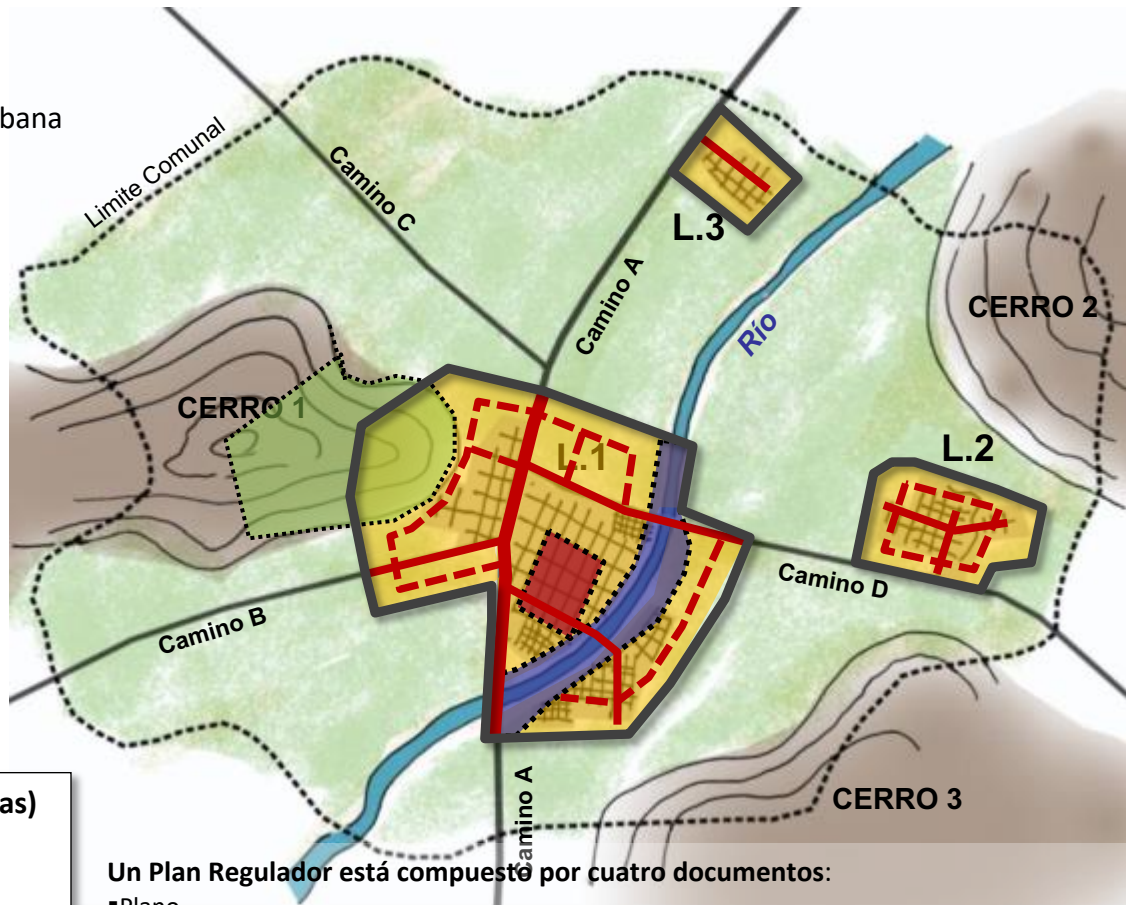 bana
Limite Comunal
Camino C
Camino A
L.3
Río
CERRO 2
CERRO 1
L.1
L.2
Camino D
Camino B
CERRO 3
as)
Camino A
Un Plan Regulador está compuesto por cuatro documentos:
▪Plano